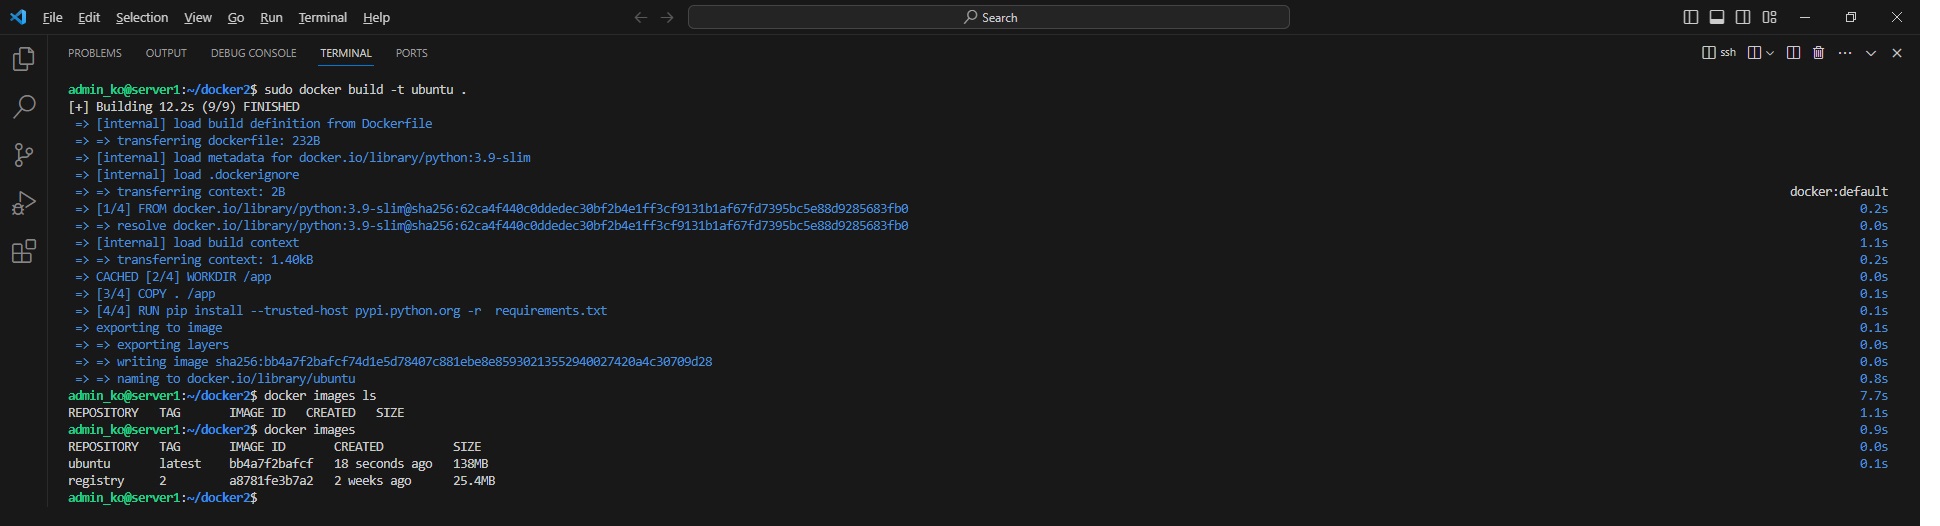 File Edit Selection View Go Run Terminal Help
Search
PROBLEMS OUTPUT DEBUG CONSOLE TERMINAL PORTS
ssh
admin_ko@server1:~/docker2$ sudo docker build -t ubuntu .
[+] Building 12.2s (9/9) FINISHED
=> [internal] load build definition from Dockerfile
=> => transferring dockerfile: 232B
=> [internal] load metadata for docker.io/library/python:3.9-slim
=> [internal] load .dockerignore
=> => transferring context: 2B docker:default
=> [1/4] FROM docker.io/library/python:3.9-slim@sha256:62ca4f440c0ddedec30bf2b4e1ff3cf9131b1af67fd7395bc5e88d9285683fb0 0.2s
=> => resolve docker.io/library/python:3.9-slim@sha256:62ca4f440c0ddedec30bf2b4e1ff3cf9131b1af67fd7395bc5e88d9285683fb0 0.0s
=> [internal] load build context 1.1s
=> => transferring context: 1.40kB 0.2s
=> CACHED [2/4] WORKDIR /app 0.0s
=> [3/4] COPY . /app 0.1s
=> [4/4] RUN pip install --trusted-host pypi.python.org -r  requirements.txt 0.1s
=> exporting to image 0.1s
=> => exporting layers 0.0s
=> => writing image sha256:bb4a7f2bafcf74d1e5d78407c881ebe8e85930213552940027420a4c30709d28 0.0s
=> => naming to docker.io/library/ubuntu 0.8s
admin_ko@server1:~/docker2$ docker images ls 7.7s
REPOSITORY TAG IMAGE ID CREATED SIZE 1.1s
admin_ko@server1:~/docker2$ docker images 0.9s
REPOSITORY TAG IMAGE ID CREATED SIZE 0.0s
ubuntu latest bb4a7f2bafcf 18 seconds ago 138MB 0.1s
registry 2 a8781fe3b7a2 2 weeks ago 25.4MB
admin_ko@server1:~/docker2$